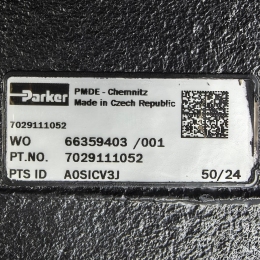 Parker
PMDE - Chemnitz
Made in Czech Republic
7029111052
WO 66359403 /001
PT.NO. 7029111052
PTS ID A0SICV3J 50/24